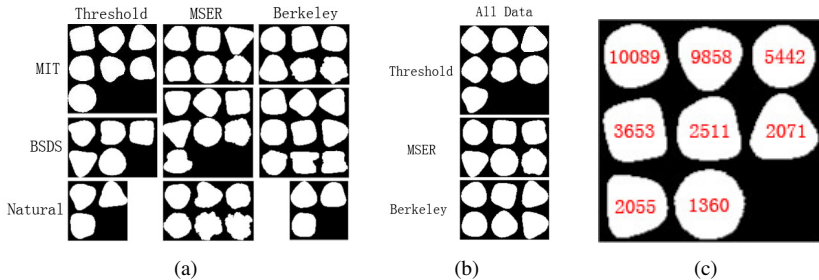 Threshold MSER Berkeley
MIT
BSDS
Natural
(a)
All Data
Threshold
MSER
Berkeley
(b)
10089 9858 5442
3653 2511 2071
2055 1360
(c)